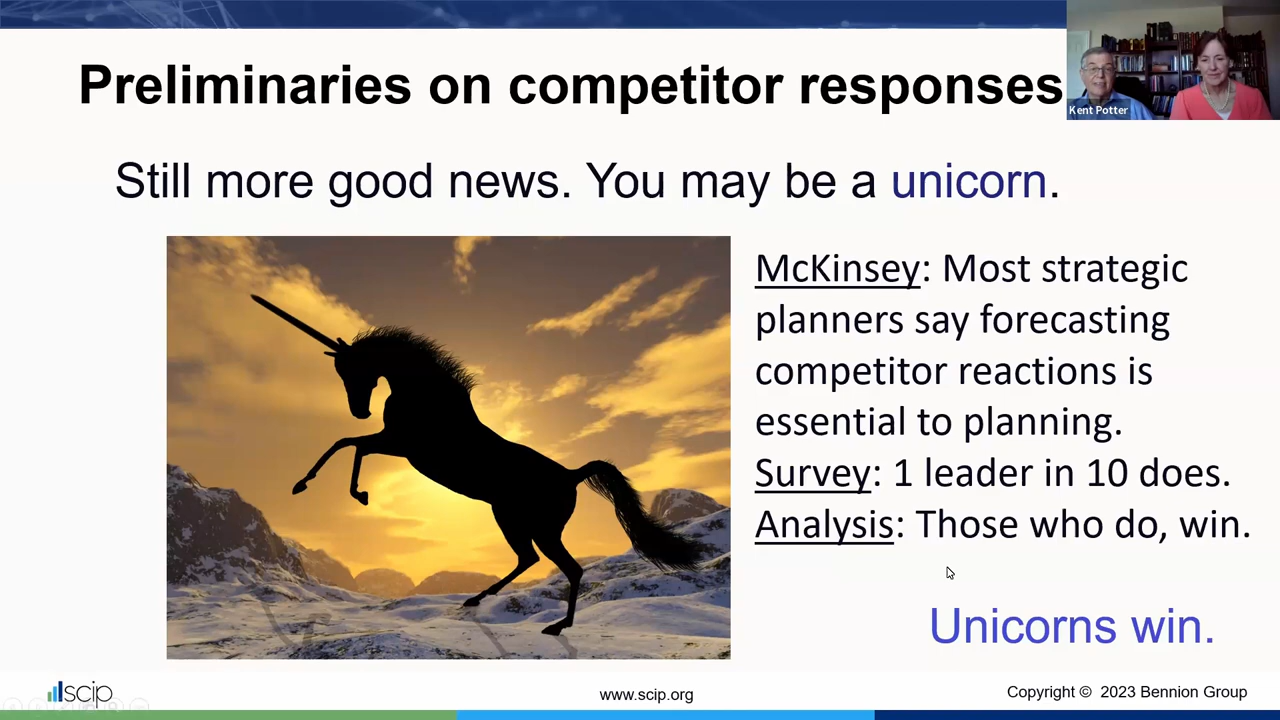 Preliminaries on competitor responses
Kent Potter
Still more good news. You may be a unicorn.
McKinsey: Most strategic
planners say forecasting
competitor reactions is
essential to planning.
Survey: 1 leader in 10 does.
Analysis: Those who do, win.
Unicorns win.
scip
www.scip.org
Copyright © 2023 Bennion Group